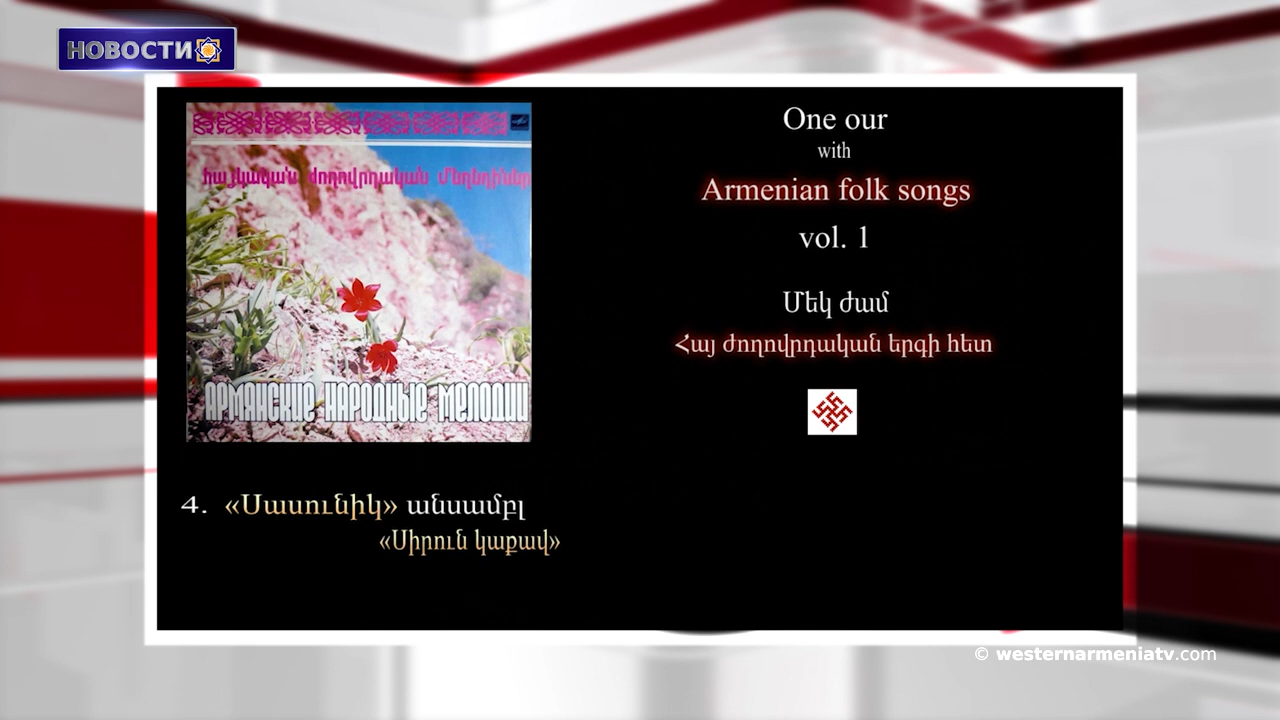 НОВОСТИ
հայկական ժողովրդական մեղեդիներ
АРМЯНСКИЕ НАРОДНЫЕ МЕЛОДИИ
One our
with
Armenian folk songs
vol. 1
Մեկ ժամ
Հայ ժողովրդական երգի հետ
4. «Սասունիկ» անսամբլ
«Սիրուն կաքավ»
© westernarmeniatv.com